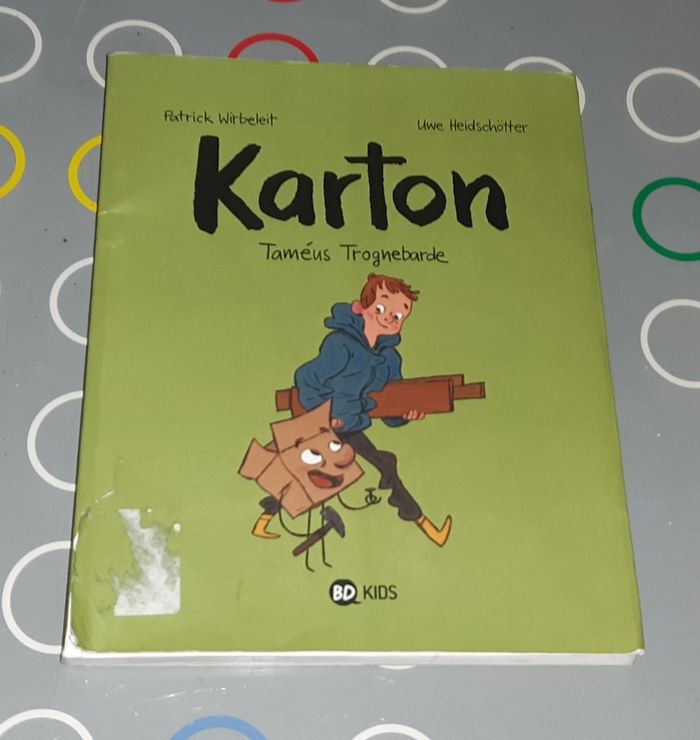 Patrick Wirbeleit
Uwe Heidschötter
Karton
Taméus Trognebarde
BD KIDS